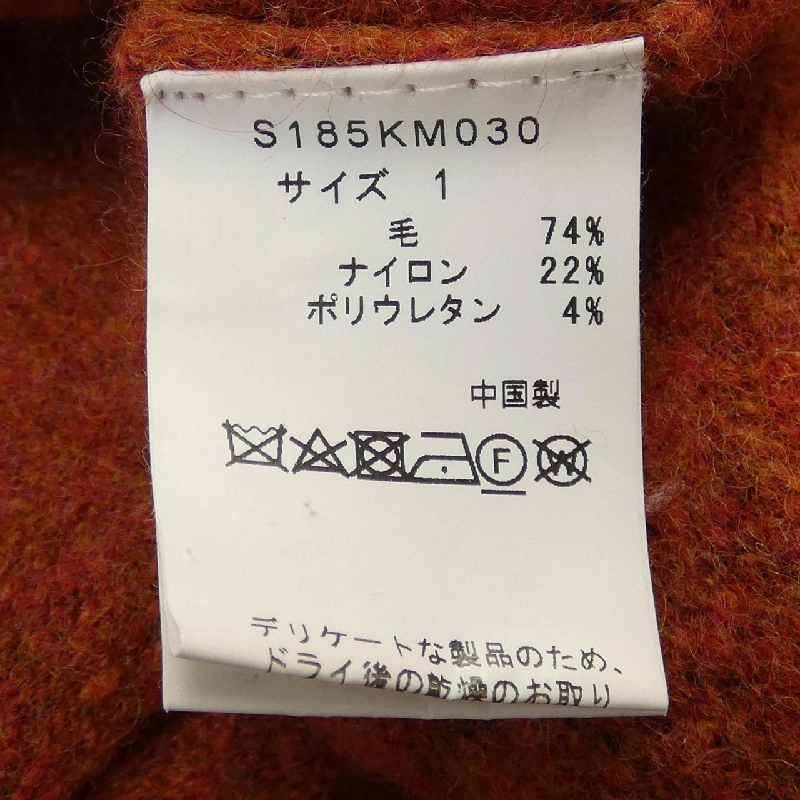 S185KM030
サイズ 1
毛 74%
ナイロン 22%
ポリウレタン 4%
中国製
F W
デリケートな製品のため、
ドライ後の乾燥のお取り